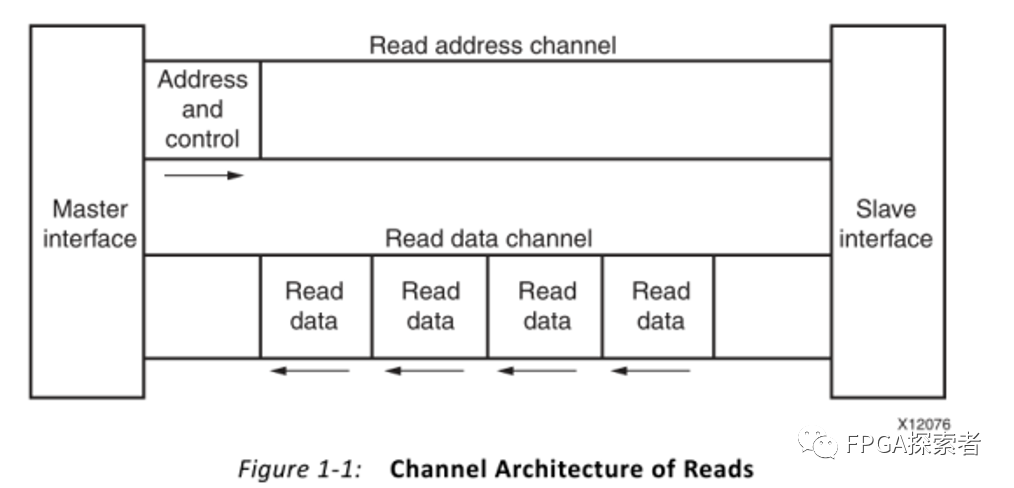 Read address channel
Address
and
control
Master
interface
Slave
interface
Read data channel
Read
data
Read
data
Read
data
Read
data
X12076
FPGA探索者
Figure 1-1: Channel Architecture of Reads